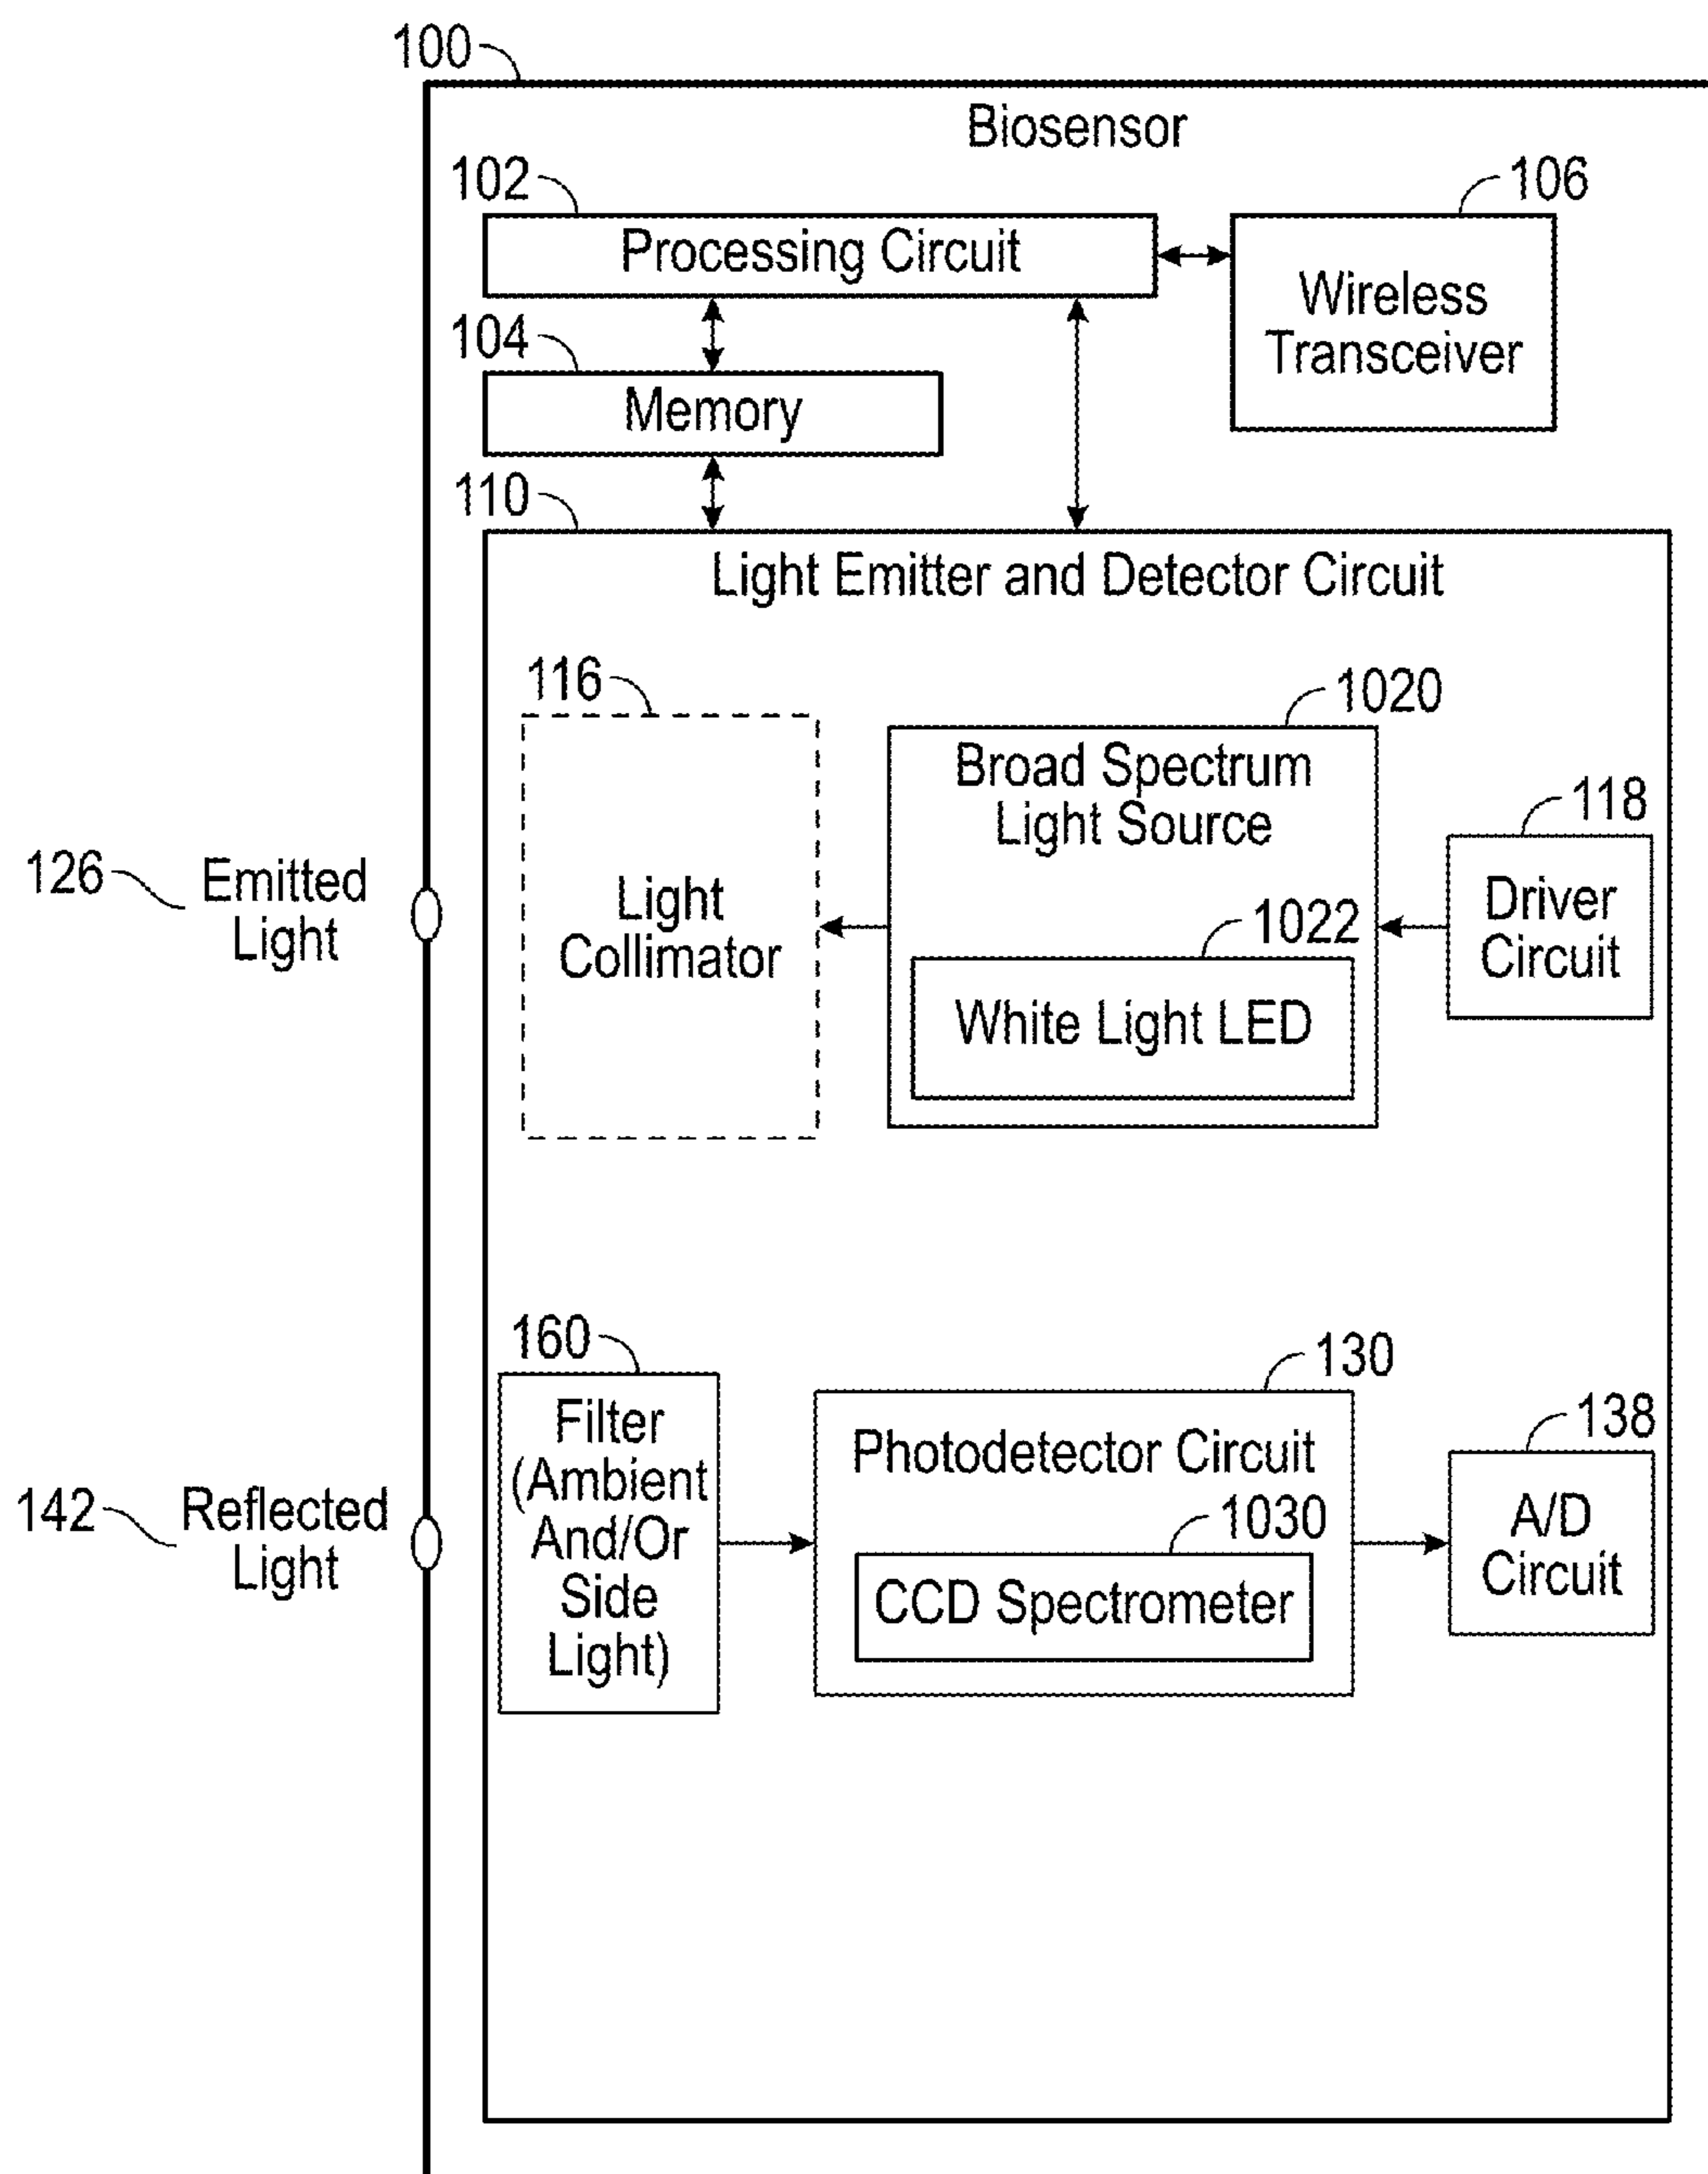 100
Biosensor
102
Processing Circuit
106
Wireless
Transceiver
104
Memory
110
Light Emitter and Detector Circuit
116
Light
Collimator
1020
Broad Spectrum
Light Source
1022
White Light LED
118
Driver
Circuit
126
Emitted
Light
160
Filter
(Ambient
And/Or
Side
Light)
130
Photodetector Circuit
1030
CCD Spectrometer
138
A/D
Circuit
142
Reflected
Light